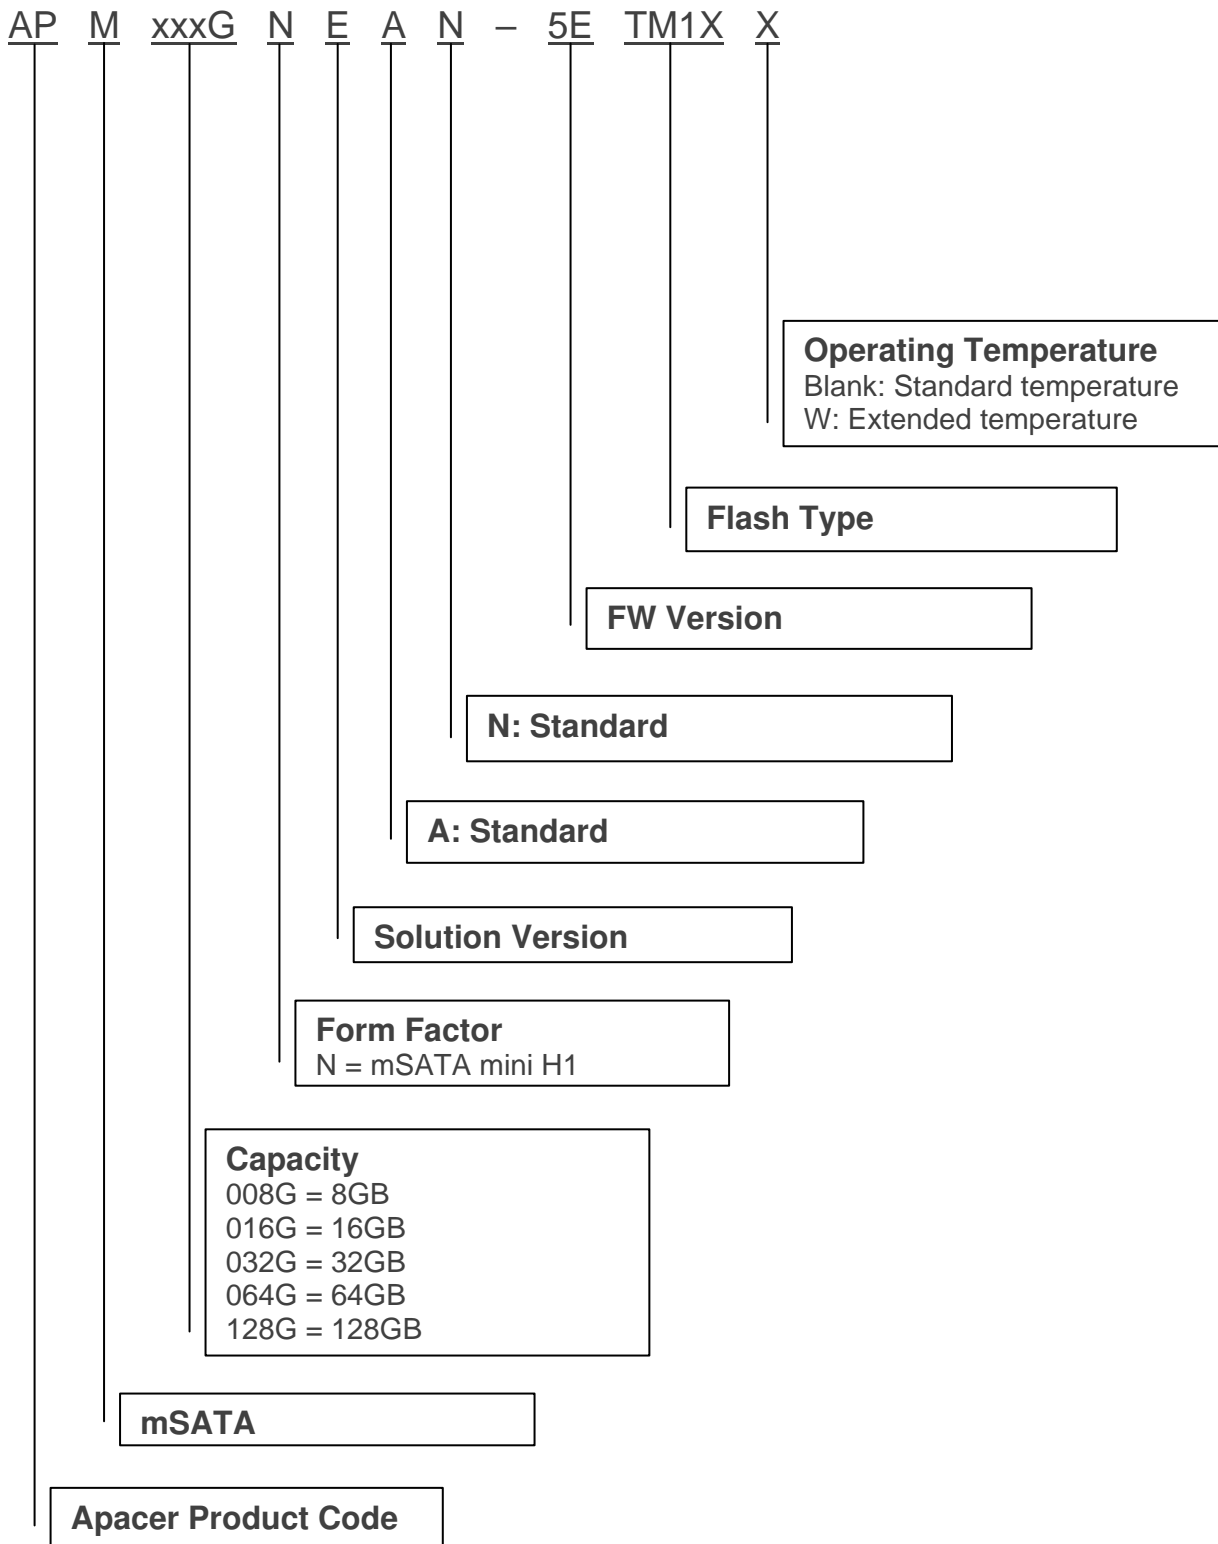 AP M xxxG N E A N – 5E TM1X X
Operating Temperature
Blank: Standard temperature
W: Extended temperature
Flash Type
FW Version
N: Standard
A: Standard
Solution Version
Form Factor
N = mSATA mini H1
Capacity
008G = 8GB
016G = 16GB
032G = 32GB
064G = 64GB
128G = 128GB
mSATA
Apacer Product Code